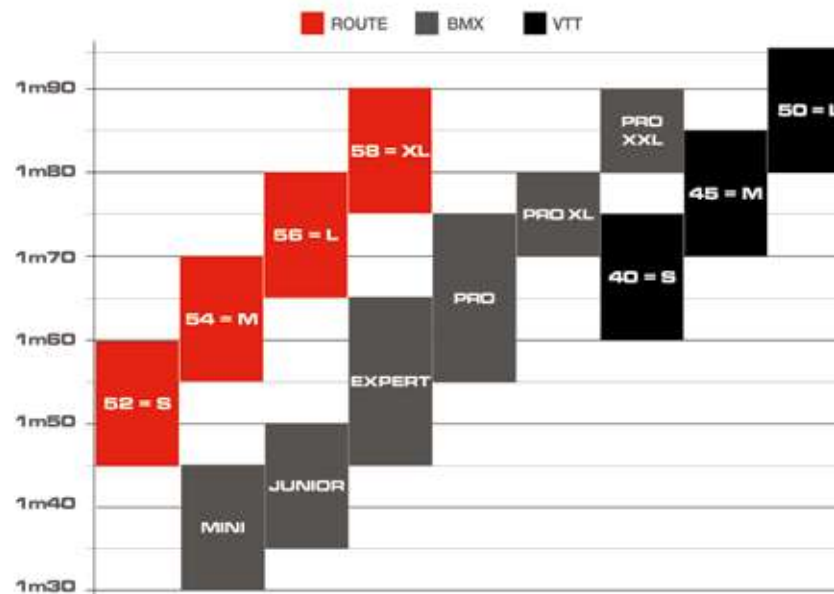 ROUTE BMX VTT
1m90
1m80
1m70
1m60
1m50
1m40
1m30
52 = S
54 = M
56 = L
58 = XL
MINI
JUNIOR
EXPERT
PRO
PRO XL
PRO
XXL
40 = S
45 = M
50 = L